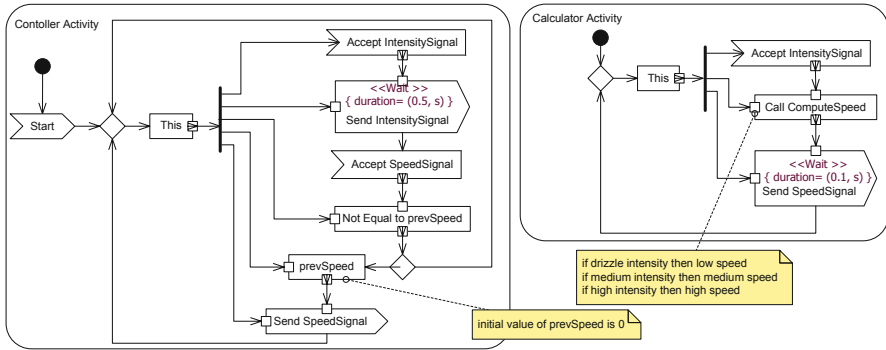 Contoller Activity
Accept IntensitySignal
<<Wait >>
{ duration= (0.5, s) }
Send IntensitySignal
Start
This
Accept SpeedSignal
Not Equal to prevSpeed
prevSpeed
Send SpeedSignal
initial value of prevSpeed is 0
Calculator Activity
Accept IntensitySignal
This
Call ComputeSpeed
<<Wait >>
{ duration= (0.1, s) }
Send SpeedSignal
if drizzle intensity then low speed
if medium intensity then medium speed
if high intensity then high speed